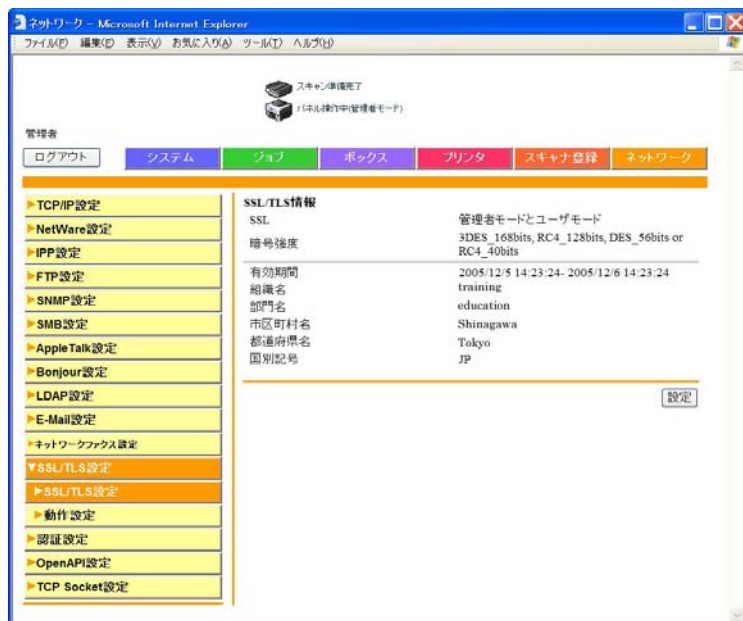 ネットワーク - Microsoft Internet Explorer
ファイル(F) 編集(E) 表示(V) お気に入り(A) ツール(T) ヘルプ(H)
スキャン準備完了
パネル操作中(管理者モード)
管理者
ログアウト システム ジョブ ボックス プリンタ スキャナ登録 ネットワーク
TCP/IP設定
NetWare設定
IPP設定
FTP設定
SNMP設定
SMB設定
AppleTalk設定
Bonjour設定
LDAP設定
E-Mail設定
ネットワークファクス設定
SSL/TLS設定
SSL/TLS設定
動作設定
認証設定
OpenAPI設定
TCP Socket設定
SSL/TLS情報
SSL 管理者モードとユーザモード
暗号強度 3DES_168bits, RC4_128bits, DES_56bits or
RC4_40bits
有効期間 2005/12/5 14:23:24- 2005/12/6 14:23:24
組織名 training
部門名 education
市区町村名 Shinagawa
都道府県名 Tokyo
国別記号 JP
設定